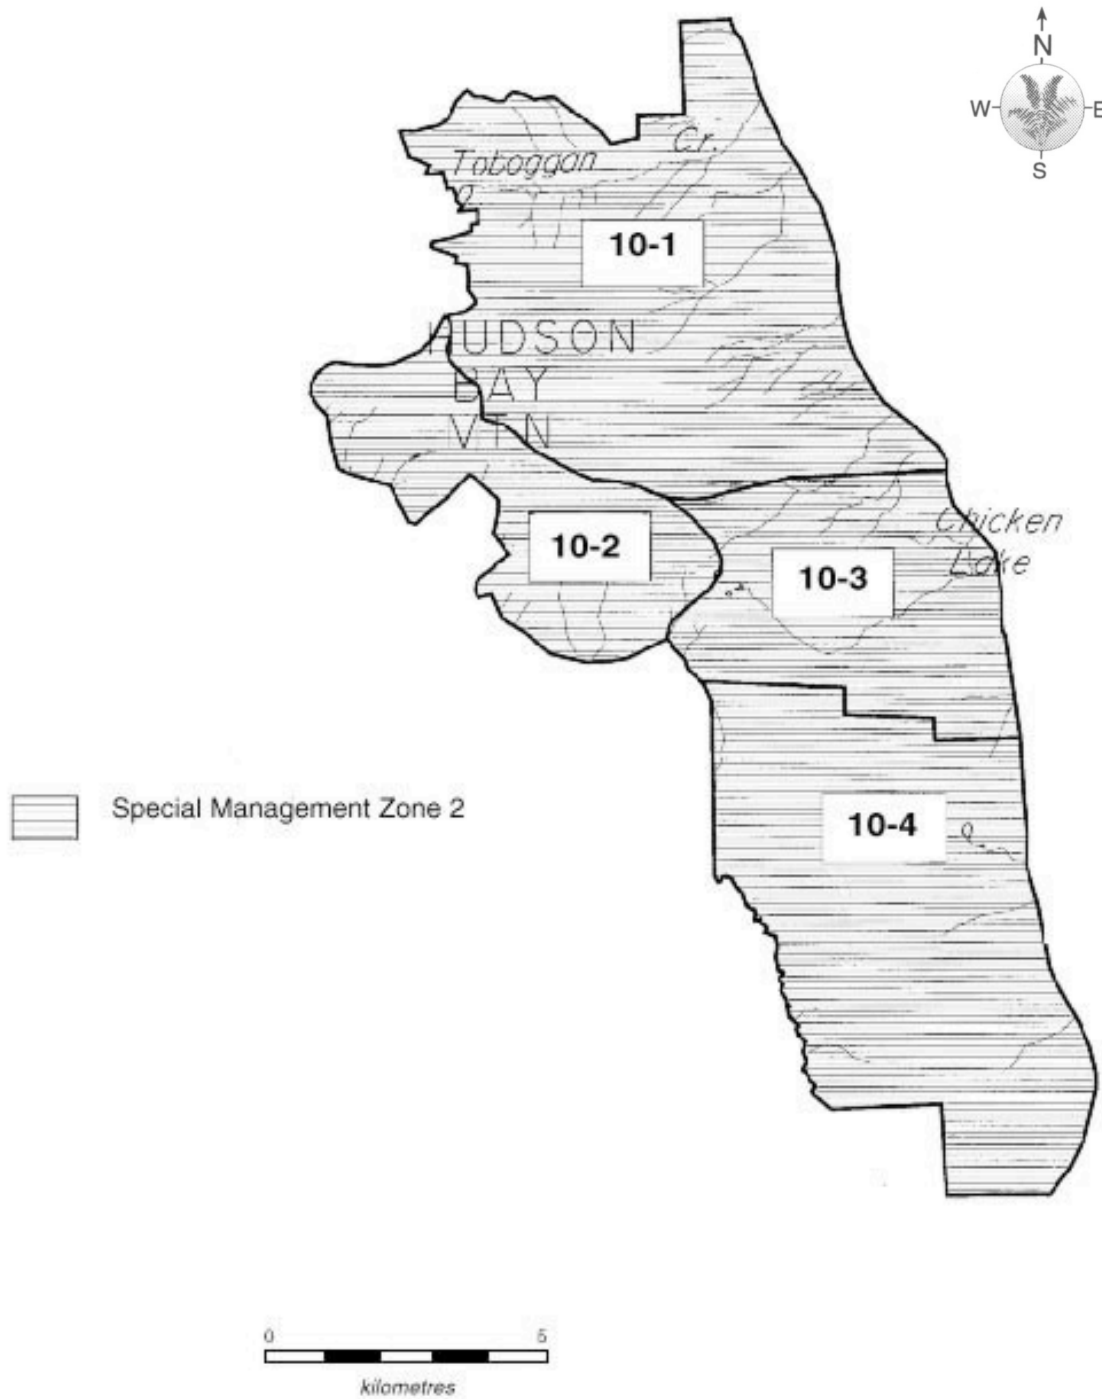 N
W
E
S
Toboggan
Cr.
10-1
HUDSON
BAY
MTN
10-2
Chicken
Lake
10-3
Special Management Zone 2
10-4
0 5
kilometres